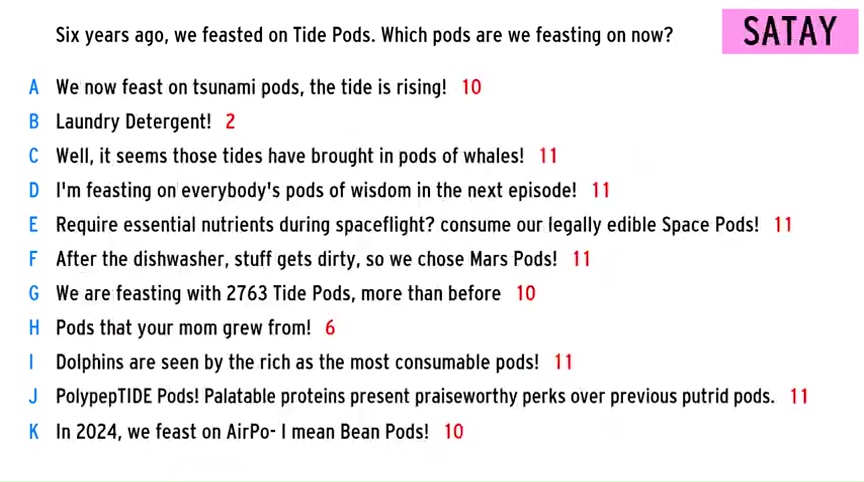 Six years ago, we feasted on Tide Pods. Which pods are we feasting on now?
SATAY
A We now feast on tsunami pods, the tide is rising! 10
B Laundry Detergent! 2
C Well, it seems those tides have brought in pods of whales! 11
D I'm feasting on everybody's pods of wisdom in the next episode! 11
E Require essential nutrients during spaceflight? consume our legally edible Space Pods! 11
F After the dishwasher, stuff gets dirty, so we chose Mars Pods! 11
G We are feasting with 2763 Tide Pods, more than before 10
H Pods that your mom grew from! 6
I Dolphins are seen by the rich as the most consumable pods! 11
J PolypepTIDE Pods! Palatable proteins present praiseworthy perks over previous putrid pods. 11
K In 2024, we feast on AirPo- I mean Bean Pods! 10